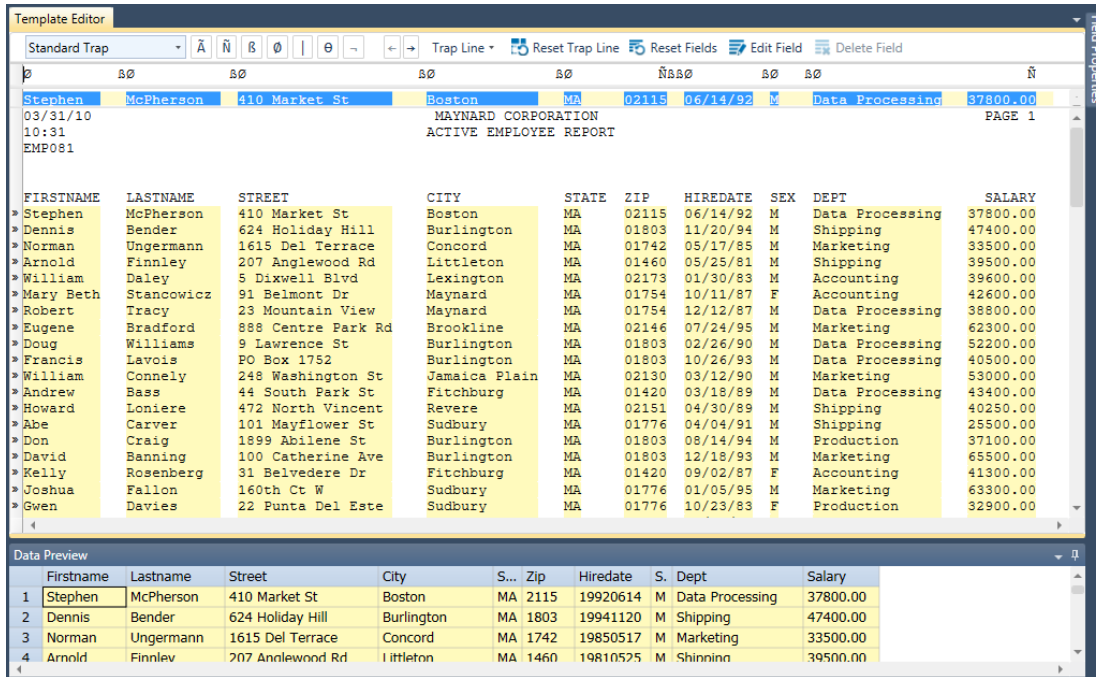 Template Editor
Field Properties
Standard Trap Ã Ñ ß Ø | θ ¬ ← → Trap Line Reset Trap Line Reset Fields Edit Field Delete Field
Ø ßØ ßØ ßØ ßØ ÑßßØ ßØ ßØ Ñ
Stephen McPherson 410 Market St Boston MA 02115 06/14/92 M Data Processing 37800.00
03/31/10 MAYNARD CORPORATION PAGE 1
10:31 ACTIVE EMPLOYEE REPORT
EMP081
FIRSTNAME LASTNAME STREET CITY STATE ZIP HIREDATE SEX DEPT SALARY
» Stephen McPherson 410 Market St Boston MA 02115 06/14/92 M Data Processing 37800.00
» Dennis Bender 624 Holiday Hill Burlington MA 01803 11/20/94 M Shipping 47400.00
» Norman Ungermann 1615 Del Terrace Concord MA 01742 05/17/85 M Marketing 33500.00
» Arnold Finnley 207 Anglewood Rd Littleton MA 01460 05/25/81 M Shipping 39500.00
» William Daley 5 Dixwell Blvd Lexington MA 02173 01/30/83 M Accounting 39600.00
» Mary Beth Stancowicz 91 Belmont Dr Maynard MA 01754 10/11/87 F Accounting 42600.00
» Robert Tracy 23 Mountain View Maynard MA 01754 12/12/87 M Data Processing 38800.00
» Eugene Bradford 888 Centre Park Rd Brookline MA 02146 07/24/95 M Marketing 62300.00
» Doug Williams 9 Lawrence St Burlington MA 01803 02/26/90 M Data Processing 52200.00
» Francis Lavois PO Box 1752 Burlington MA 01803 10/26/93 M Data Processing 40500.00
» William Connely 248 Washington St Jamaica Plain MA 02130 03/12/90 M Marketing 53000.00
» Andrew Bass 44 South Park St Fitchburg MA 01420 03/18/89 M Data Processing 43400.00
» Howard Loniere 472 North Vincent Revere MA 02151 04/30/89 M Shipping 40250.00
» Abe Carver 101 Mayflower St Sudbury MA 01776 04/04/91 M Shipping 25500.00
» Don Craig 1899 Abilene St Burlington MA 01803 08/14/94 M Production 37100.00
» David Banning 100 Catherine Ave Burlington MA 01803 12/18/93 M Marketing 65500.00
» Kelly Rosenberg 31 Belvedere Dr Fitchburg MA 01420 09/02/87 F Accounting 41300.00
» Joshua Fallon 160th Ct W Sudbury MA 01776 01/05/95 M Marketing 63300.00
» Gwen Davies 22 Punta Del Este Sudbury MA 01776 10/23/83 F Production 32900.00
Data Preview
Firstname Lastname Street City S... Zip Hiredate S. Dept Salary
1 Stephen McPherson 410 Market St Boston MA 2115 19920614 M Data Processing 37800.00
2 Dennis Bender 624 Holiday Hill Burlington MA 1803 19941120 M Shipping 47400.00
3 Norman Ungermann 1615 Del Terrace Concord MA 1742 19850517 M Marketing 33500.00
4 Arnold Finnley 207 Anglewood Rd Littleton MA 1460 19810525 M Shipping 39500.00